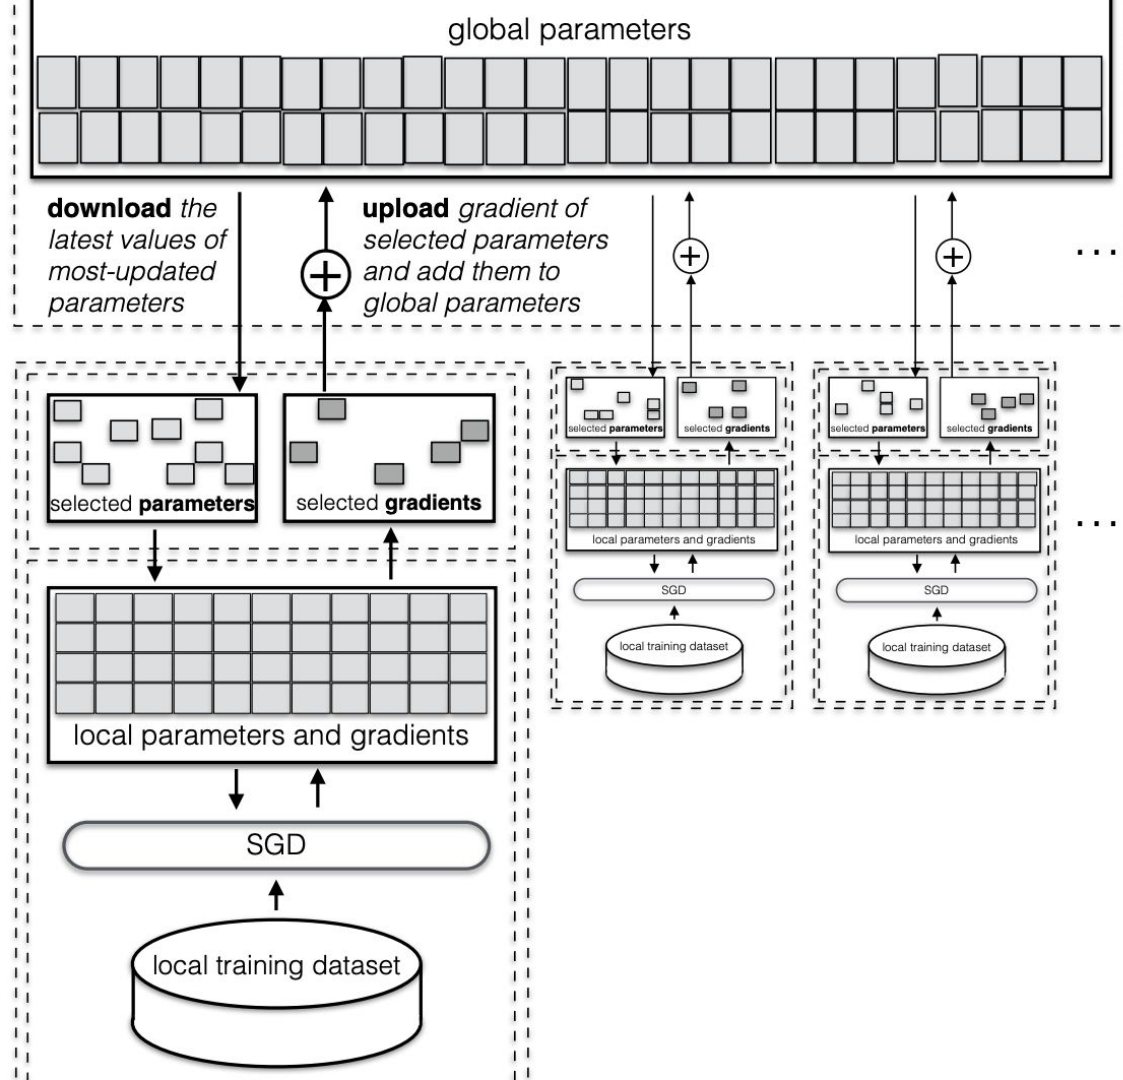 global parameters
download the
latest values of
most-updated
parameters
upload gradient of
selected parameters
and add them to
global parameters
+
+
+
...
selected parameters
selected gradients
local parameters and gradients
SGD
local training dataset
selected parameters
selected gradients
local parameters and gradients
SGD
local training dataset
selected parameters
selected gradients
local parameters and gradients
SGD
local training dataset
...